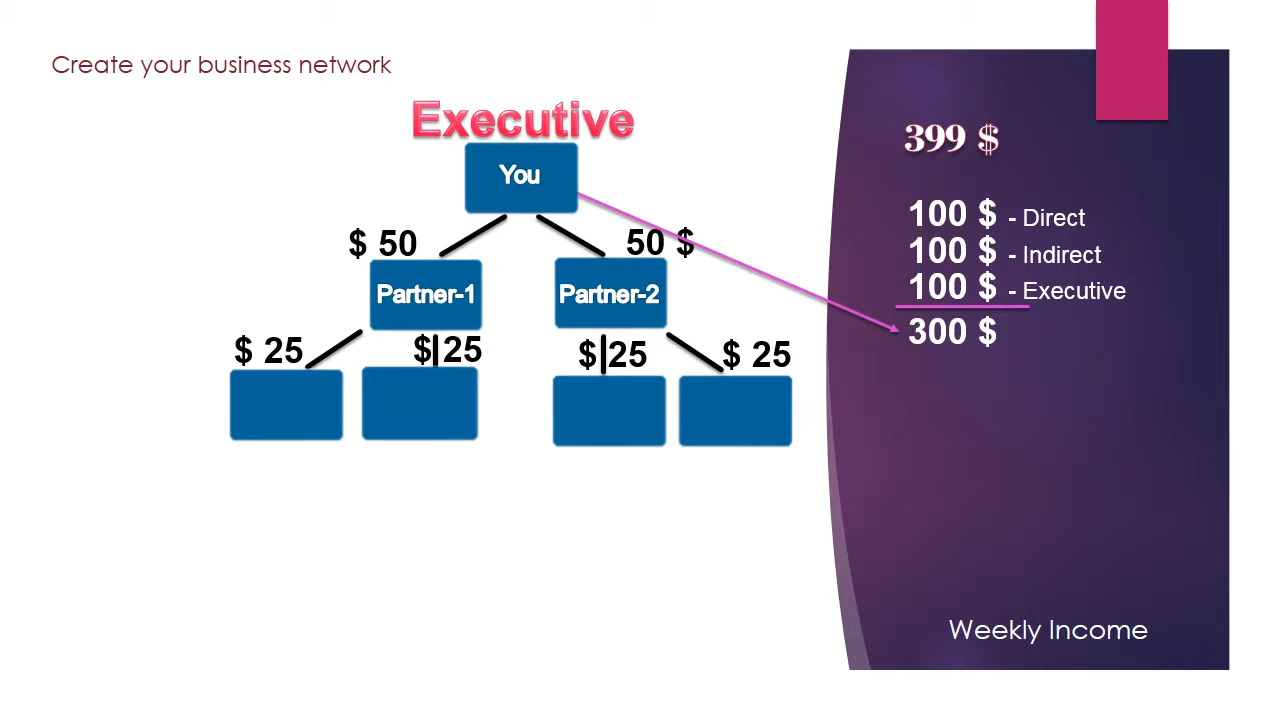 Create your business network
Executive
You
$ 50
50 $
Partner-1
Partner-2
$ 25
$ 25
$ 25
$ 25
399 $
100 $ - Direct
100 $ - Indirect
100 $ - Executive
300 $
Weekly Income